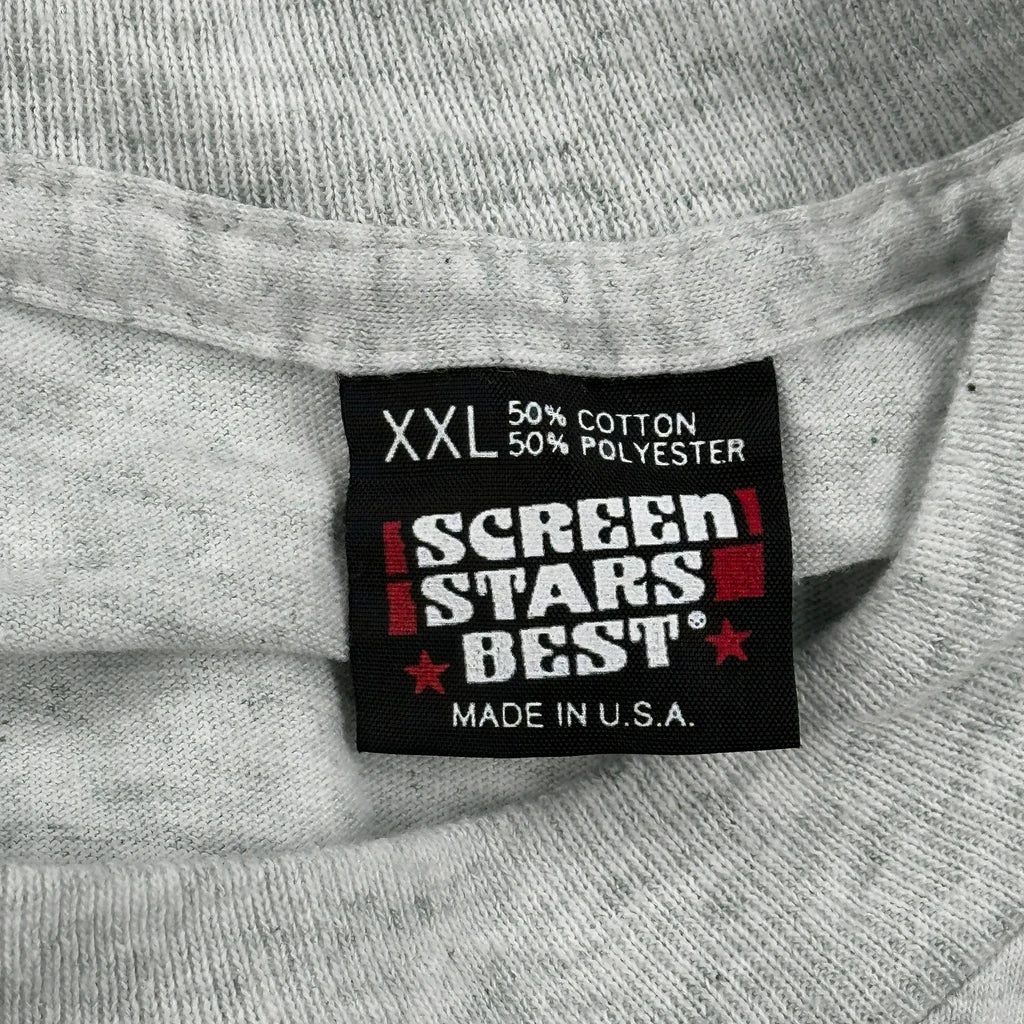 XXL 50% COTTON
50% POLYESTER
SCREEN
STARS
BEST®
MADE IN U.S.A.